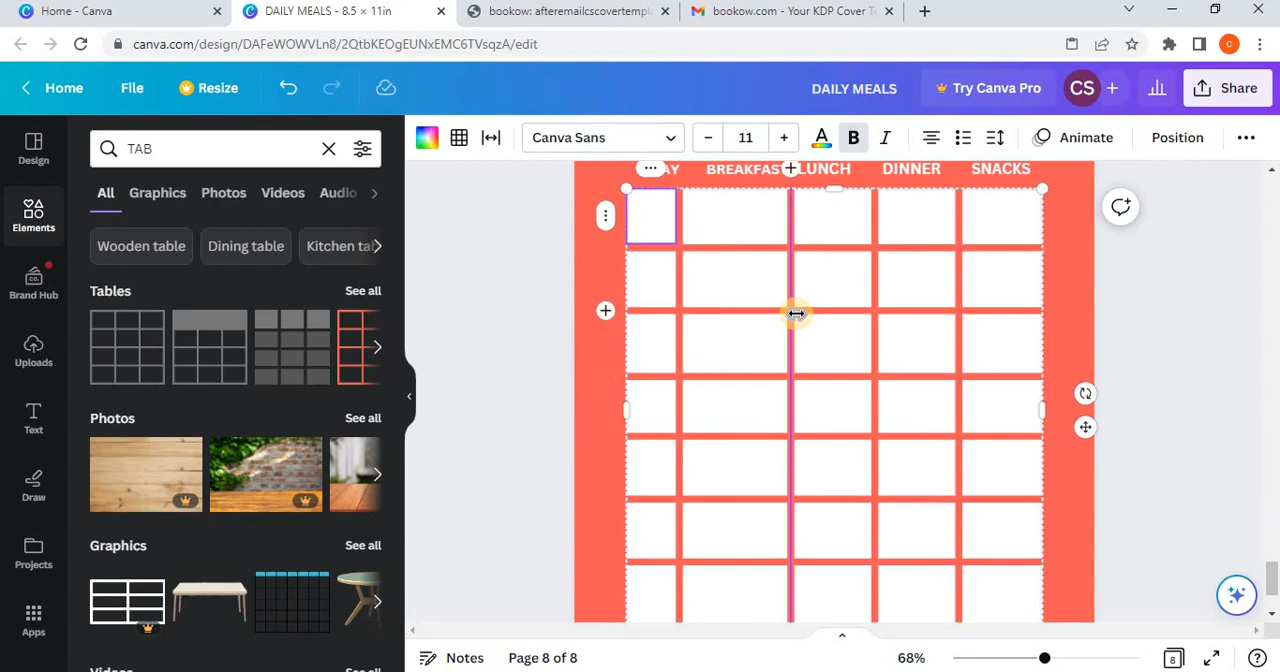 Home - Canva
DAILY MEALS - 8.5 × 11in
bookow: afteremailcscovertempl
bookow.com - Your KDP Cover Te
canva.com/design/DAFeWOWVLn8/2QtbKEOgEUNxEMC6TVsqzA/edit
C
Home
File
Resize
DAILY MEALS
CS
Try Canva Pro
Share
Design
Elements
Brand Hub
CO.
Uploads
Text
Draw
Projects
Apps
TAB
All
Graphics
Photos
Videos
Audio
Wooden table
Dining table
Kitchen ta
Tables
See all
Photos
See all
Graphics
See all
Canva Sans
11
A
B
I
Animate
Position
AY
BREAKFAST
LUNCH
DINNER
SNACKS
Notes
Page 8 of 8
68%
8